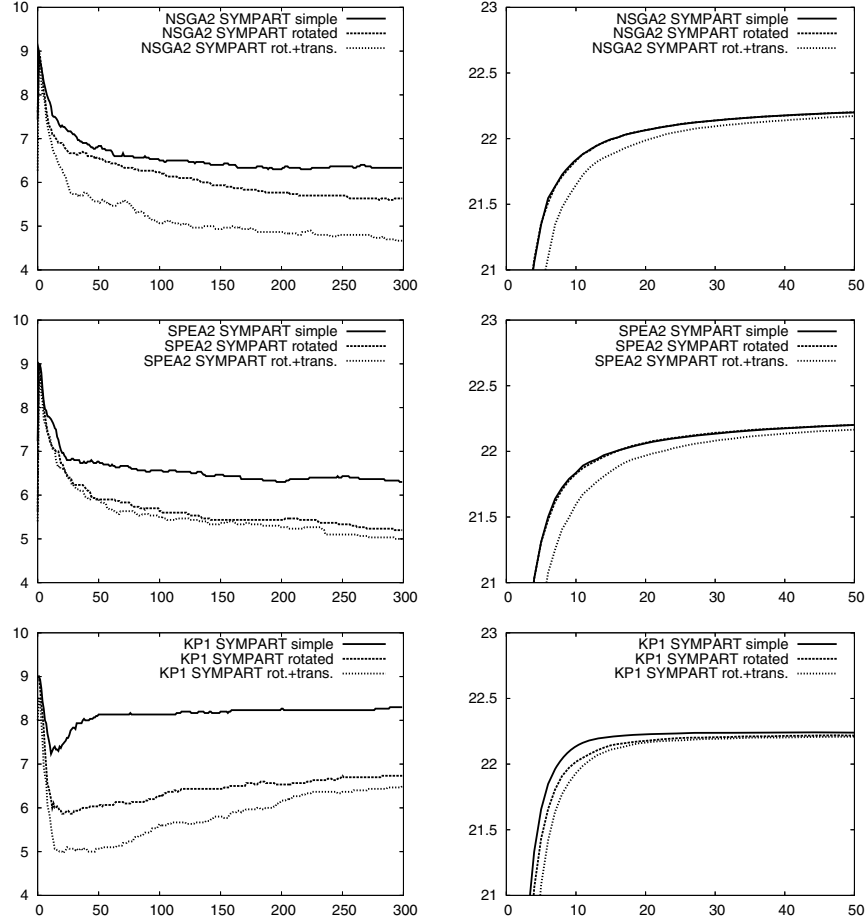 10
9
8
7
6
5
4
0 50 100 150 200 250 300
NSGA2 SYMPART simple
NSGA2 SYMPART rotated
NSGA2 SYMPART rot.+trans.
23
22.5
22
21.5
21
0 10 20 30 40 50
NSGA2 SYMPART simple
NSGA2 SYMPART rotated
NSGA2 SYMPART rot.+trans.
10
9
8
7
6
5
4
0 50 100 150 200 250 300
SPEA2 SYMPART simple
SPEA2 SYMPART rotated
SPEA2 SYMPART rot.+trans.
23
22.5
22
21.5
21
0 10 20 30 40 50
SPEA2 SYMPART simple
SPEA2 SYMPART rotated
SPEA2 SYMPART rot.+trans.
10
9
8
7
6
5
4
0 50 100 150 200 250 300
KP1 SYMPART simple
KP1 SYMPART rotated
KP1 SYMPART rot.+trans.
23
22.5
22
21.5
21
0 10 20 30 40 50
KP1 SYMPART simple
KP1 SYMPART rotated
KP1 SYMPART rot.+trans.